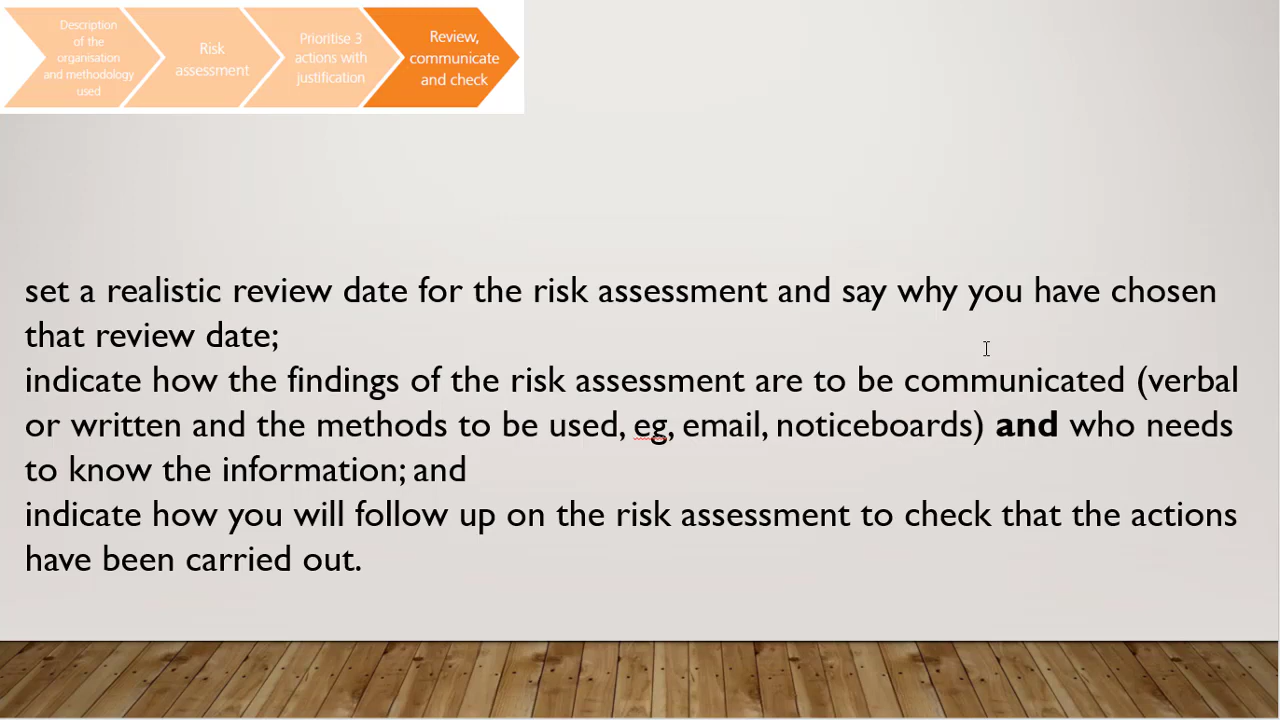 Description
of the
organisation
and methodology
used
Risk
assessment
Prioritise 3
actions with
justification
Review,
communicate
and check
set a realistic review date for the risk assessment and say why you have chosen
that review date;
indicate how the findings of the risk assessment are to be communicated (verbal
or written and the methods to be used, eg, email, noticeboards) and who needs
to know the information; and
indicate how you will follow up on the risk assessment to check that the actions
have been carried out.